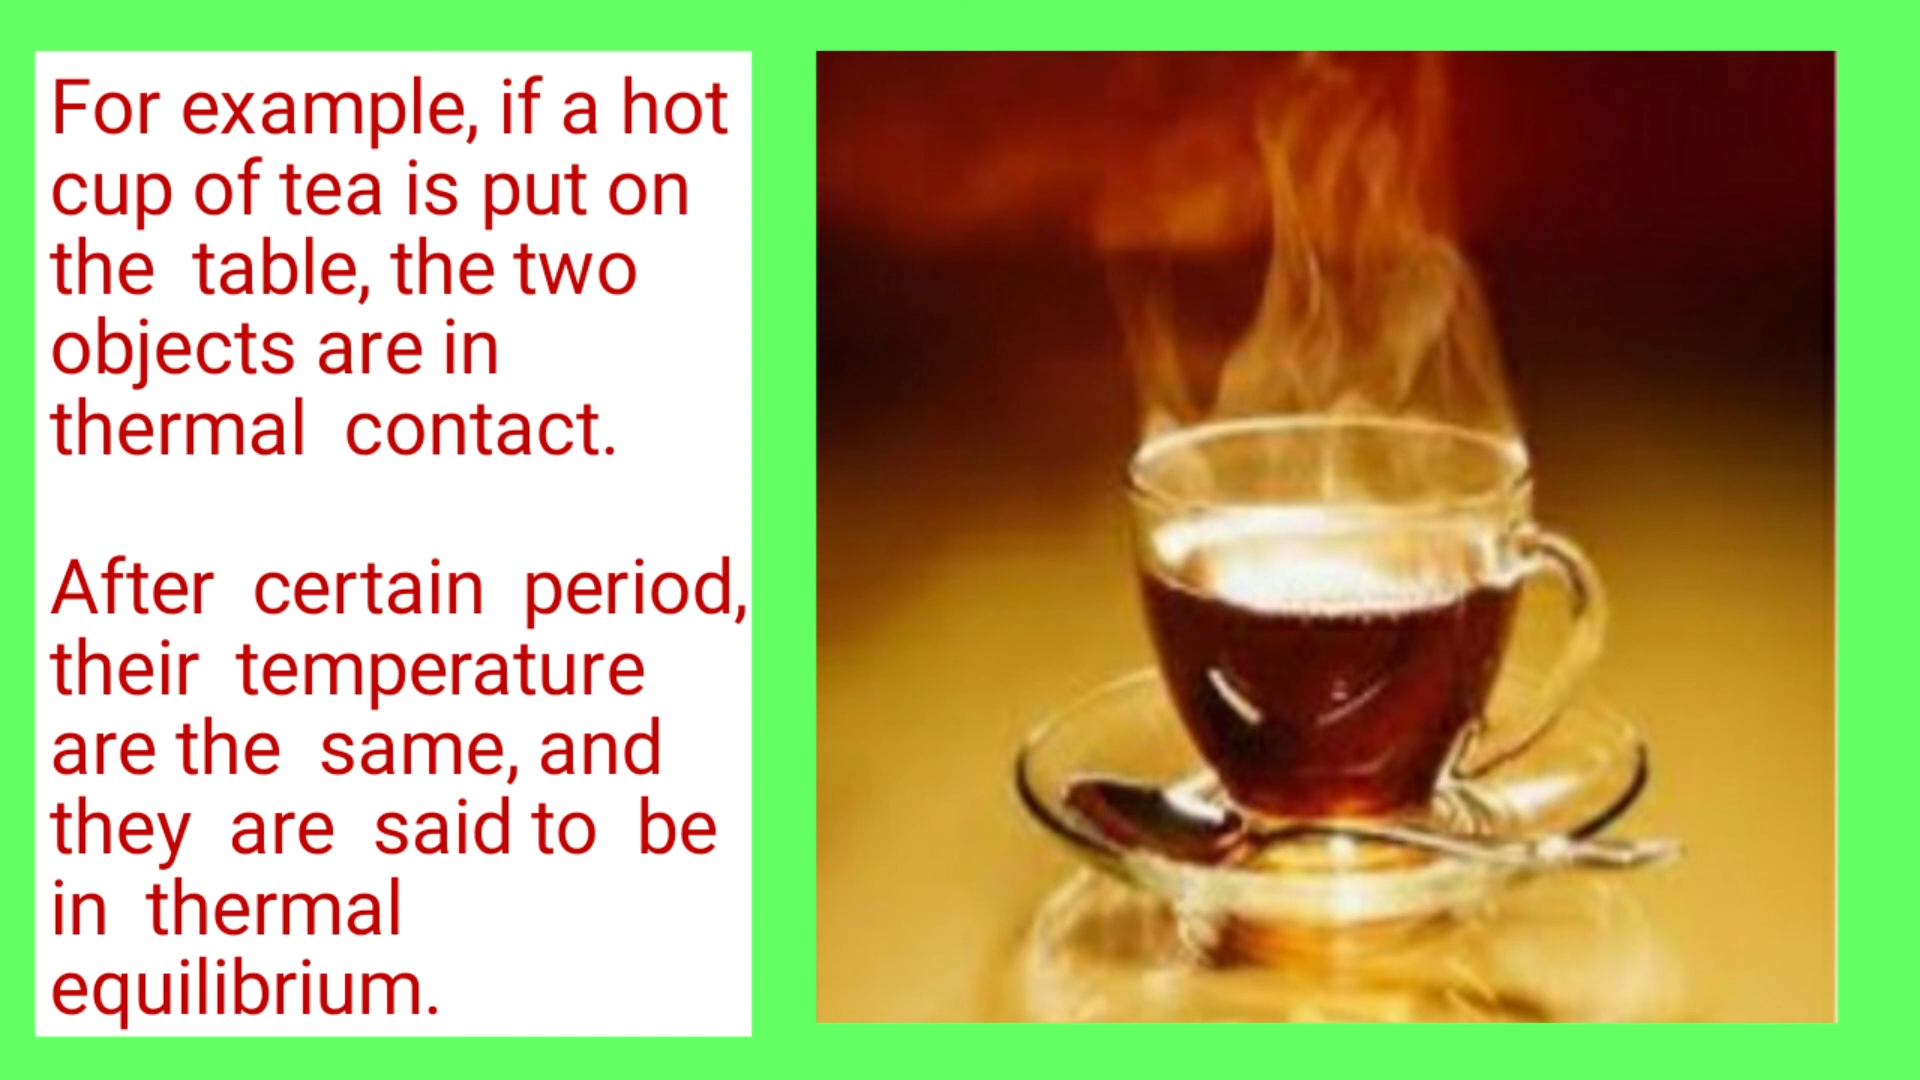 For example, if a hot
cup of tea is put on
the table, the two
objects are in
thermal contact.
After certain period,
their temperature
are the same, and
they are said to be
in thermal
equilibrium.